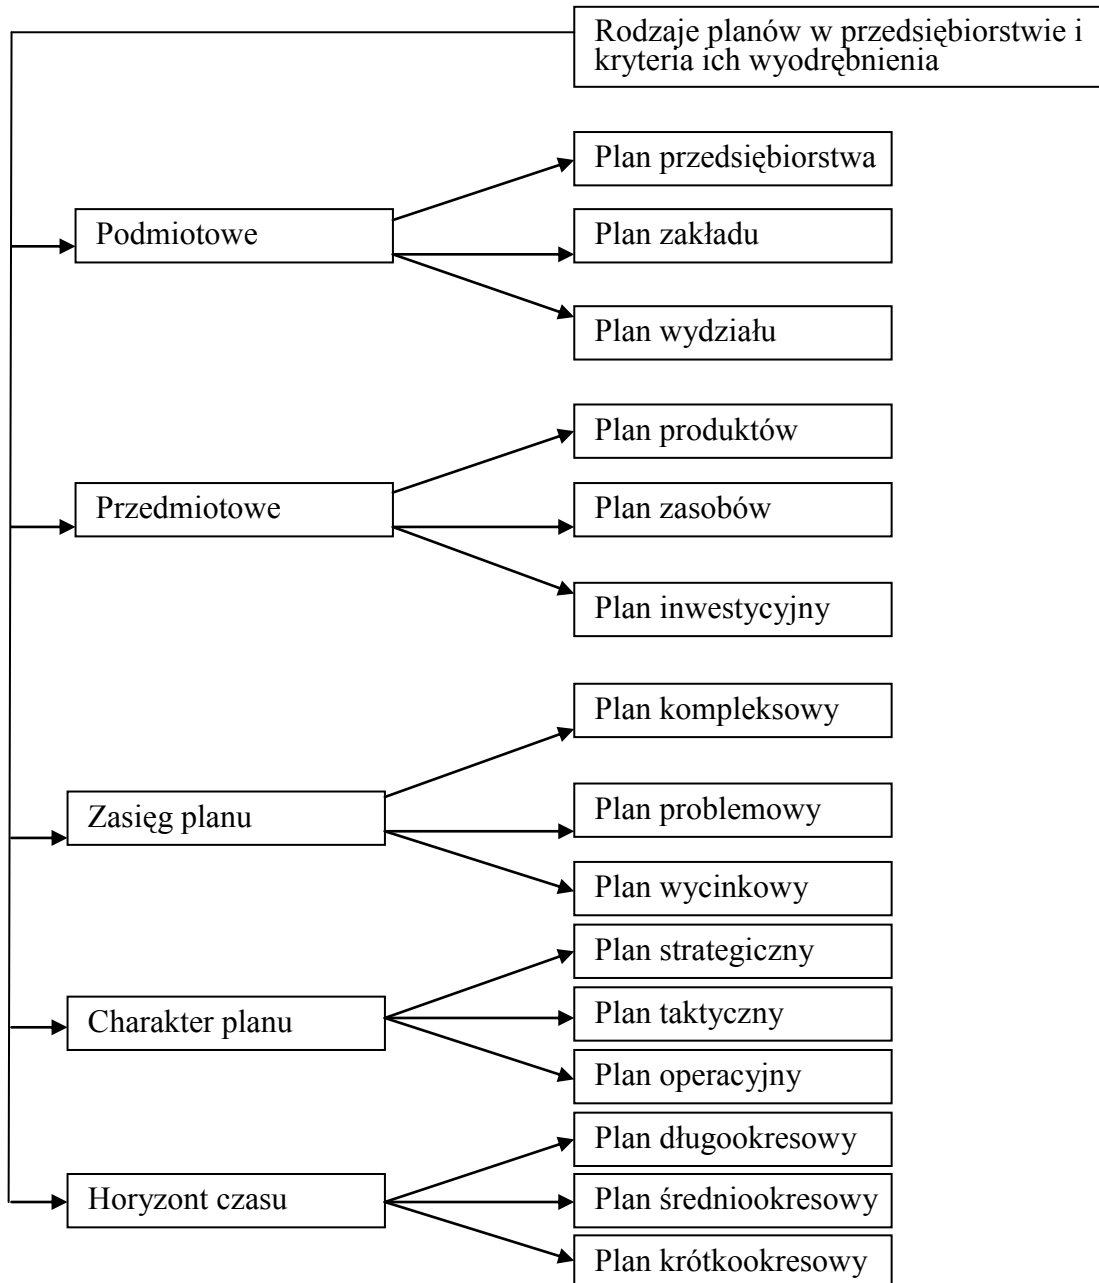 Rodzaje planów w przedsiębiorstwie i
kryteria ich wyodrębnienia
Podmiotowe
Plan przedsiębiorstwa
Plan zakładu
Plan wydziału
Przedmiotowe
Plan produktów
Plan zasobów
Plan inwestycyjny
Zasięg planu
Plan kompleksowy
Plan problemowy
Plan wycinkowy
Charakter planu
Plan strategiczny
Plan taktyczny
Plan operacyjny
Horyzont czasu
Plan długookresowy
Plan średniookresowy
Plan krótkookresowy